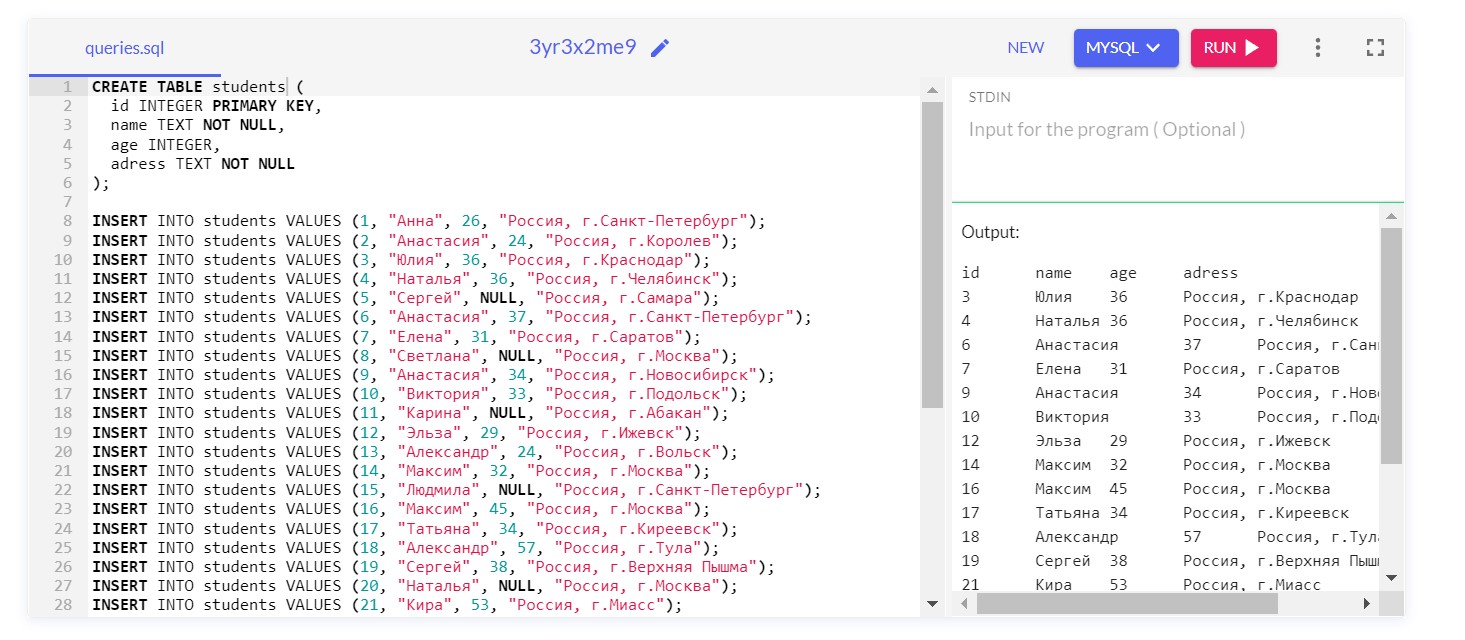 queries.sql
3yr3x2me9
NEW
MYSQL
RUN
1 CREATE TABLE students (
2 id INTEGER PRIMARY KEY,
3 name TEXT NOT NULL,
4 age INTEGER,
5 adress TEXT NOT NULL
6 );
7
8 INSERT INTO students VALUES (1, "Анна", 26, "Россия, г.Санкт-Петербург");
9 INSERT INTO students VALUES (2, "Анастасия", 24, "Россия, г.Королев");
10 INSERT INTO students VALUES (3, "Юлия", 36, "Россия, г.Краснодар");
11 INSERT INTO students VALUES (4, "Наталья", 36, "Россия, г.Челябинск");
12 INSERT INTO students VALUES (5, "Сергей", NULL, "Россия, г.Самара");
13 INSERT INTO students VALUES (6, "Анастасия", 37, "Россия, г.Санкт-Петербург");
14 INSERT INTO students VALUES (7, "Елена", 31, "Россия, г.Саратов");
15 INSERT INTO students VALUES (8, "Светлана", NULL, "Россия, г.Москва");
16 INSERT INTO students VALUES (9, "Анастасия", 34, "Россия, г.Новосибирск");
17 INSERT INTO students VALUES (10, "Виктория", 33, "Россия, г.Подольск");
18 INSERT INTO students VALUES (11, "Карина", NULL, "Россия, г.Абакан");
19 INSERT INTO students VALUES (12, "Эльза", 29, "Россия, г.Ижевск");
20 INSERT INTO students VALUES (13, "Александр", 24, "Россия, г.Вольск");
21 INSERT INTO students VALUES (14, "Максим", 32, "Россия, г.Москва");
22 INSERT INTO students VALUES (15, "Людмила", NULL, "Россия, г.Санкт-Петербург");
23 INSERT INTO students VALUES (16, "Максим", 45, "Россия, г.Москва");
24 INSERT INTO students VALUES (17, "Татьяна", 34, "Россия, г.Киреевск");
25 INSERT INTO students VALUES (18, "Александр", 57, "Россия, г.Тула");
26 INSERT INTO students VALUES (19, "Сергей", 38, "Россия, г.Верхняя Пышма");
27 INSERT INTO students VALUES (20, "Наталья", NULL, "Россия, г.Москва");
28 INSERT INTO students VALUES (21, "Кира", 53, "Россия, г.Миасс");
STDIN
Input for the program ( Optional )
Output:
id name age adress
3 Юлия 36 Россия, г.Краснодар
4 Наталья 36 Россия, г.Челябинск
6 Анастасия 37 Россия, г.Сан
7 Елена 31 Россия, г.Саратов
9 Анастасия 34 Россия, г.Нов
10 Виктория 33 Россия, г.Под
12 Эльза 29 Россия, г.Ижевск
14 Максим 32 Россия, г.Москва
16 Максим 45 Россия, г.Москва
17 Татьяна 34 Россия, г.Киреевск
18 Александр 57 Россия, г.Тул
19 Сергей 38 Россия, г.Верхняя Пыш
21 Кира 53 Россия, г.Миасс